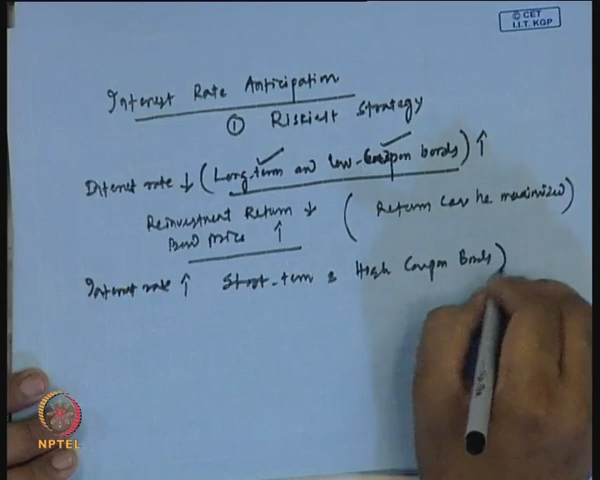 © CET
I.I.T. KGP
Interest Rate Anticipation
① Riskiest Strategy
Interest rate ↓ (Long-term and low-Coupon bonds) ↑
Reinvestment Return ↓ (Return can be maximized)
Bond price ↑
Interest rate ↑ Short-term & High Coupon Bonds)
NPTEL